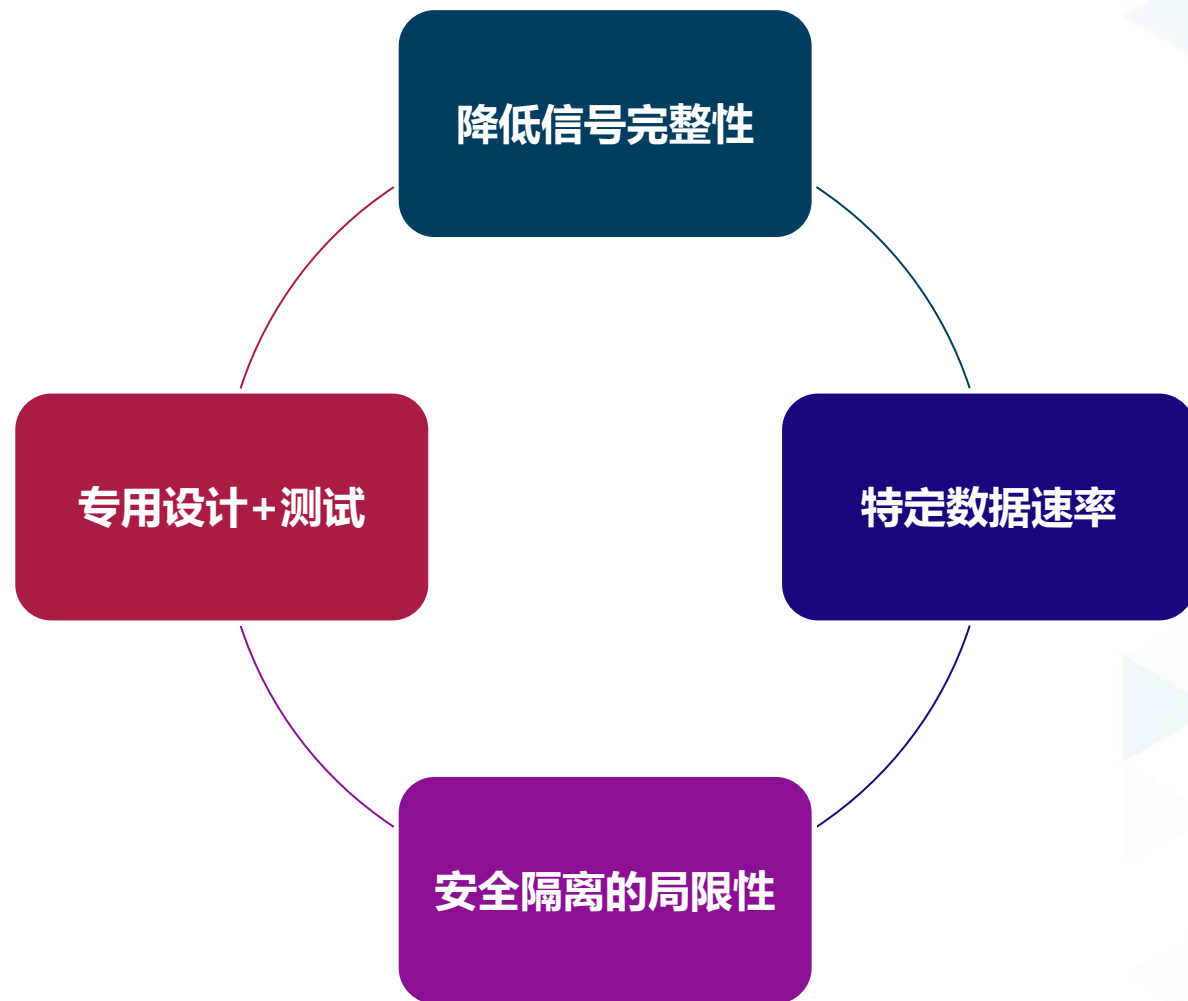 降低信号完整性
专用设计+测试
特定数据速率
安全隔离的局限性